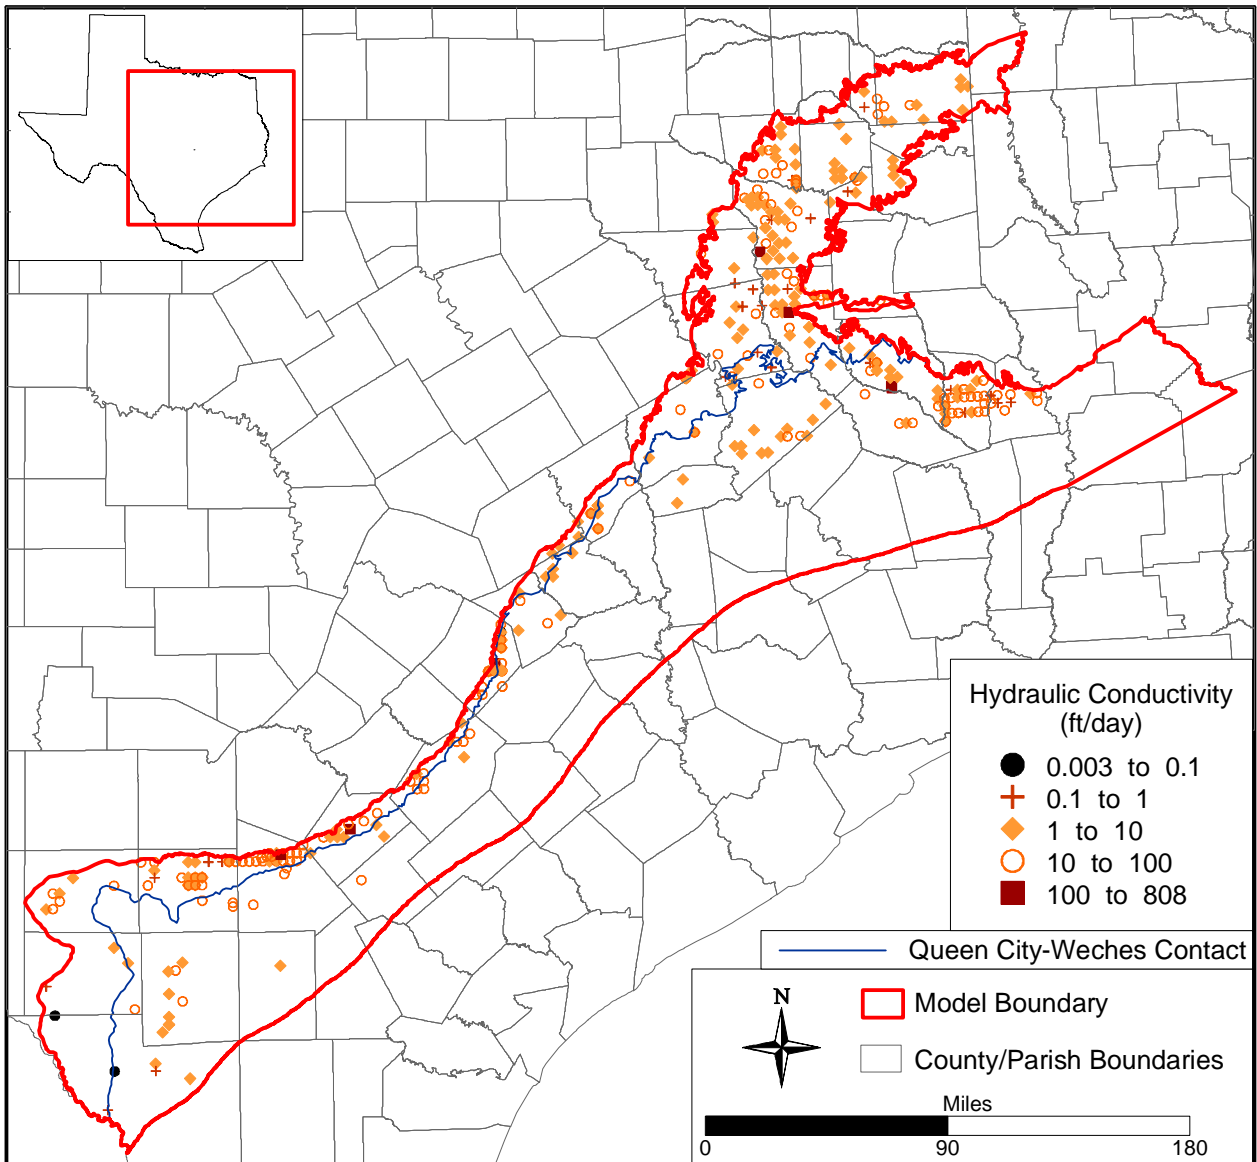 Hydraulic Conductivity
(ft/day)
0.003 to 0.1
0.1 to 1
1 to 10
10 to 100
100 to 808
Queen City-Weches Contact
N
Model Boundary
County/Parish Boundaries
Miles
0 90 180